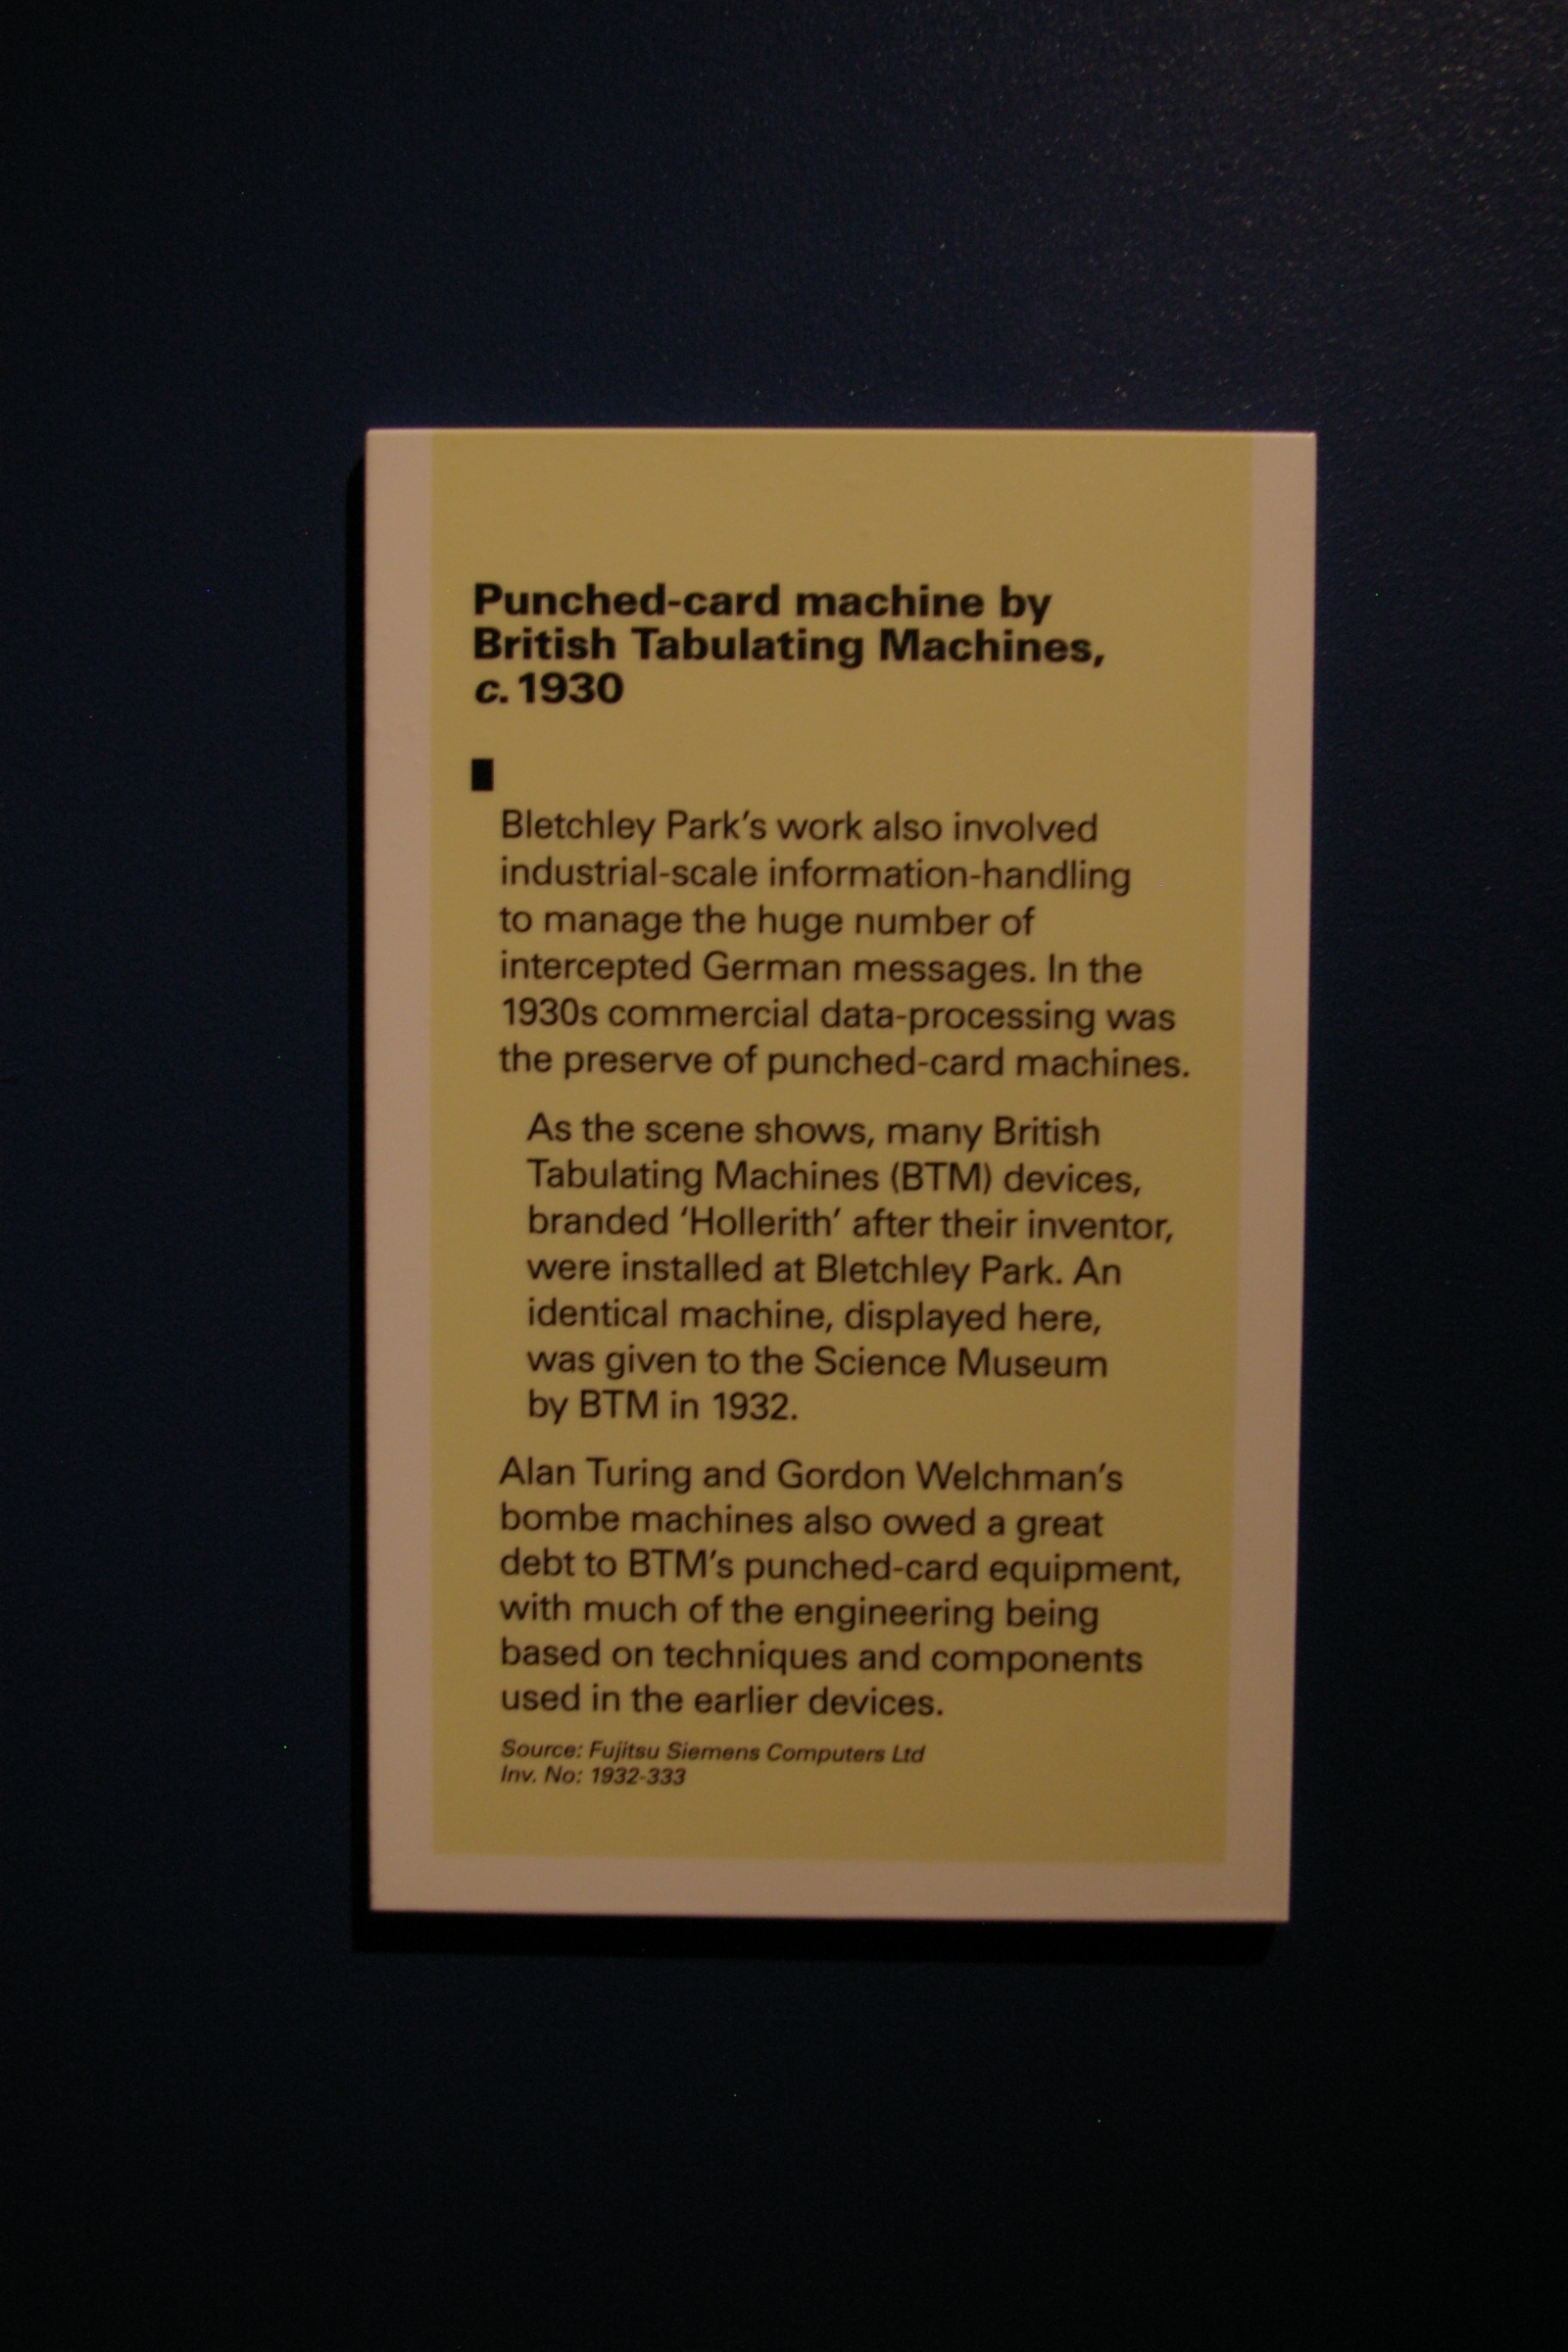 Punched-card machine by
British Tabulating Machines,
c. 1930
Bletchley Park's work also involved
industrial-scale information-handling
to manage the huge number of
intercepted German messages. In the
1930s commercial data-processing was
the preserve of punched-card machines.
As the scene shows, many British
Tabulating Machines (BTM) devices,
branded ‘Hollerith’ after their inventor,
were installed at Bletchley Park. An
identical machine, displayed here,
was given to the Science Museum
by BTM in 1932.
Alan Turing and Gordon Welchman's
bombe machines also owed a great
debt to BTM's punched-card equipment,
with much of the engineering being
based on techniques and components
used in the earlier devices.
Source: Fujitsu Siemens Computers Ltd
Inv. No: 1932-333